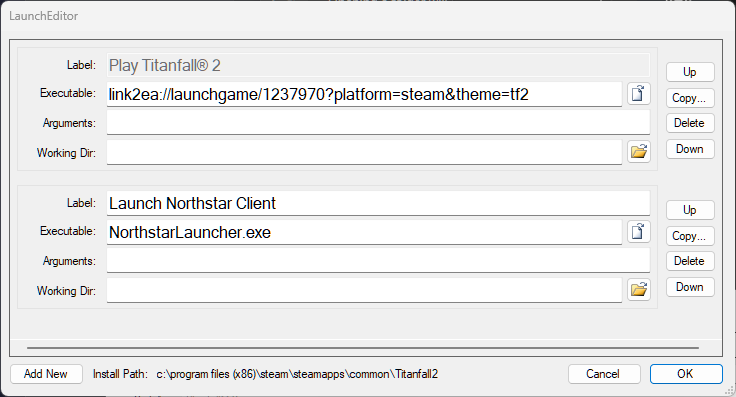 LaunchEditor
Label: Play Titanfall® 2
Up
Executable: link2ea://launchgame/1237970?platform=steam&theme=tf2
Copy...
Arguments:
Delete
Working Dir:
Down
Label: Launch Northstar Client
Up
Executable: NorthstarLauncher.exe
Copy...
Arguments:
Delete
Working Dir:
Down
Add New Install Path: c:\program files (x86)\steam\steamapps\common\Titanfall2 Cancel OK